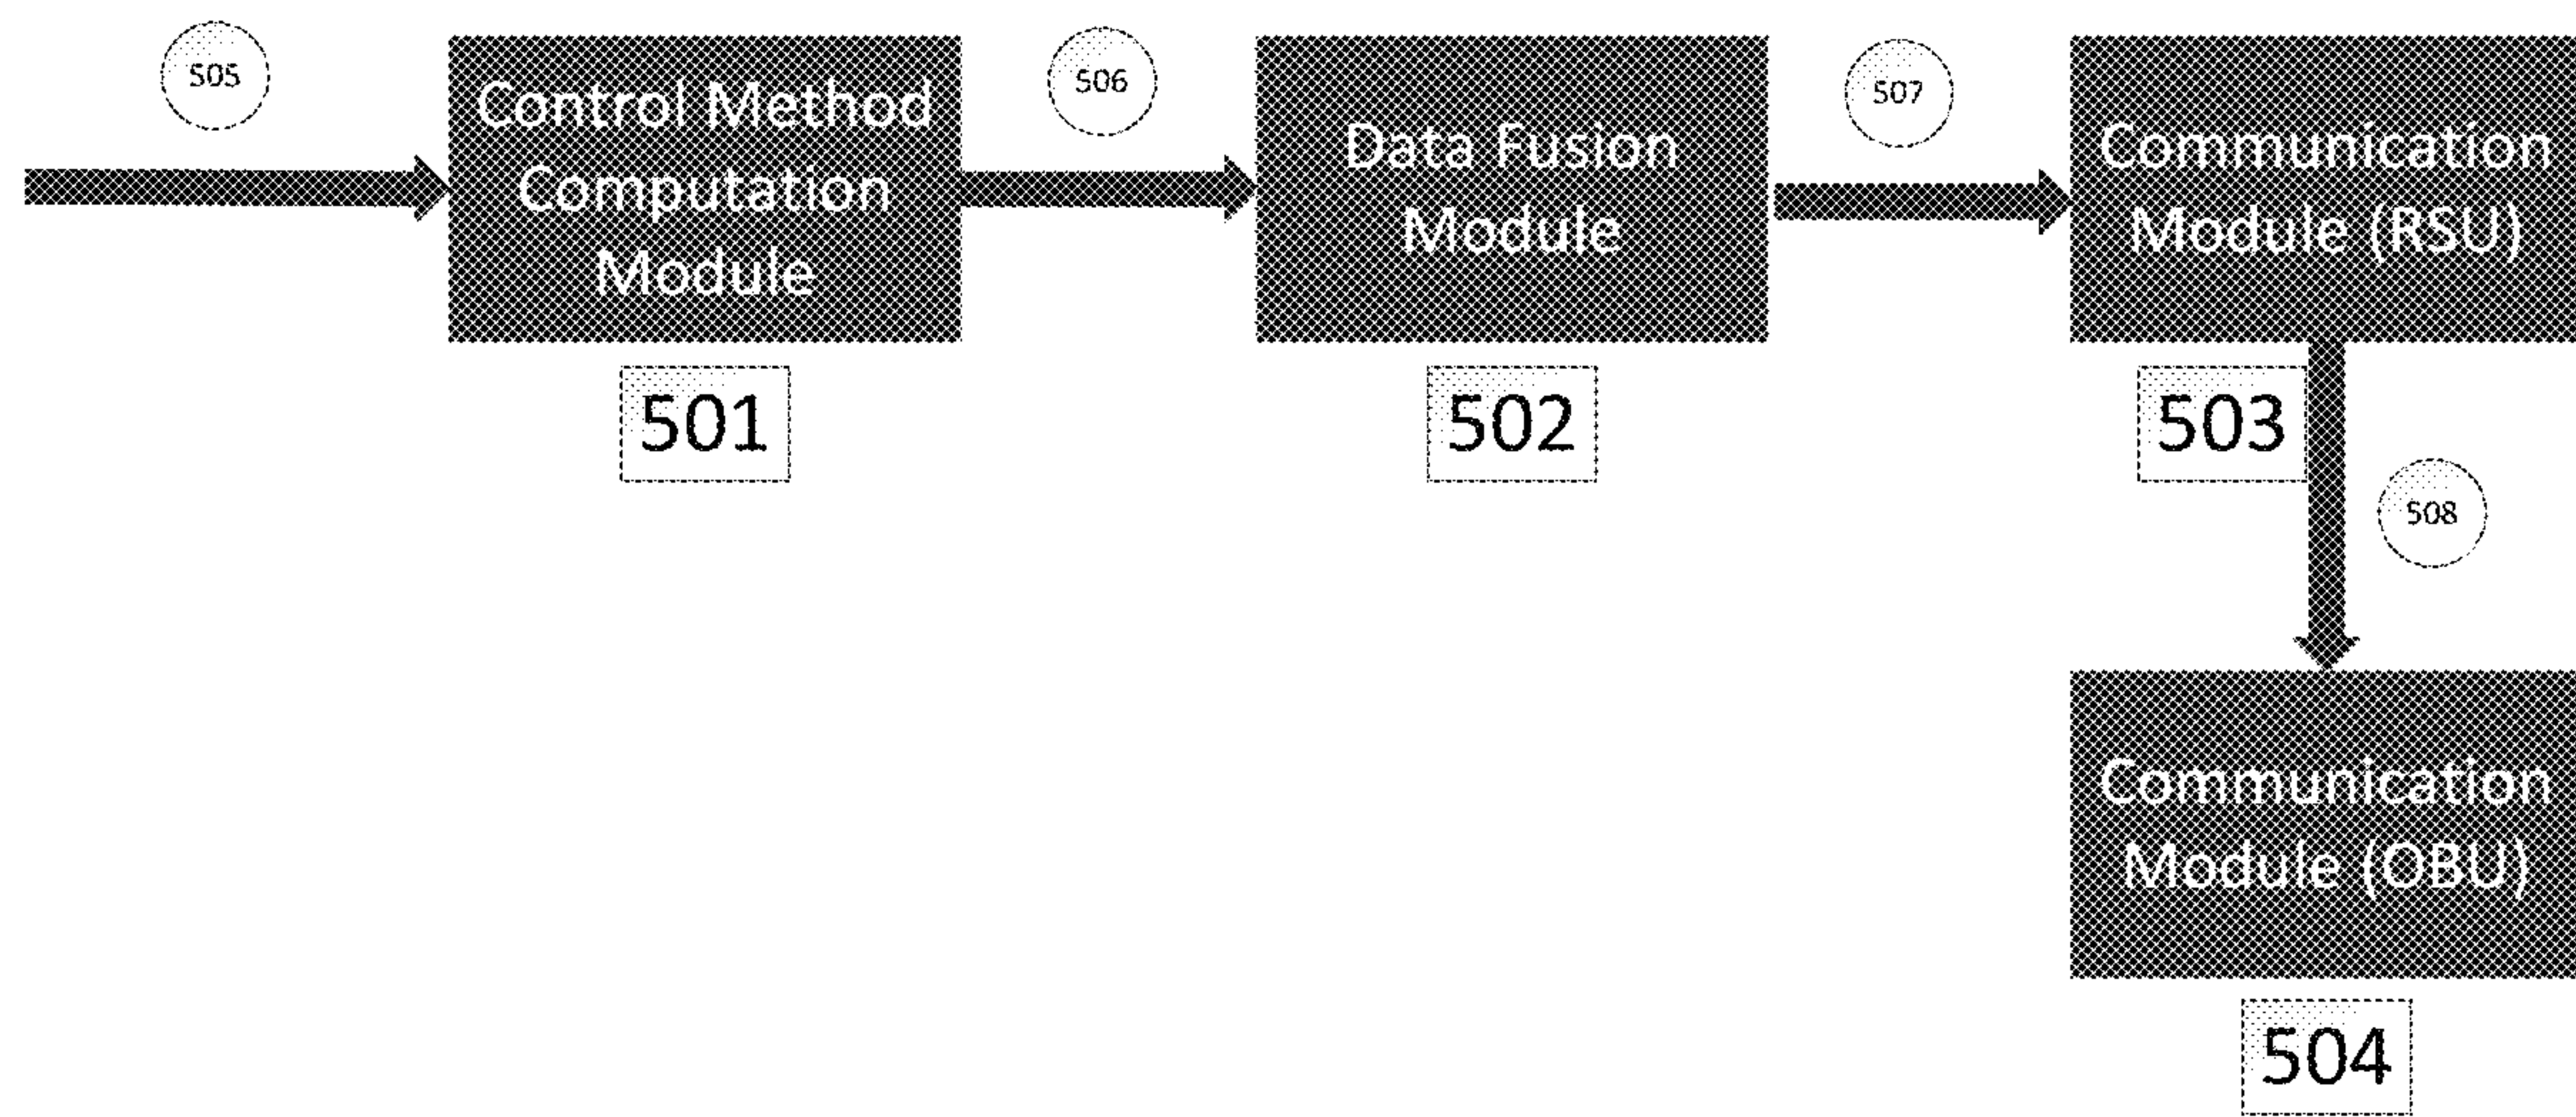 505
Control Method
Computation
Module
501
506
Data Fusion
Module
502
507
Communication
Module (RSU)
503
508
Communication
Module (OBU)
504